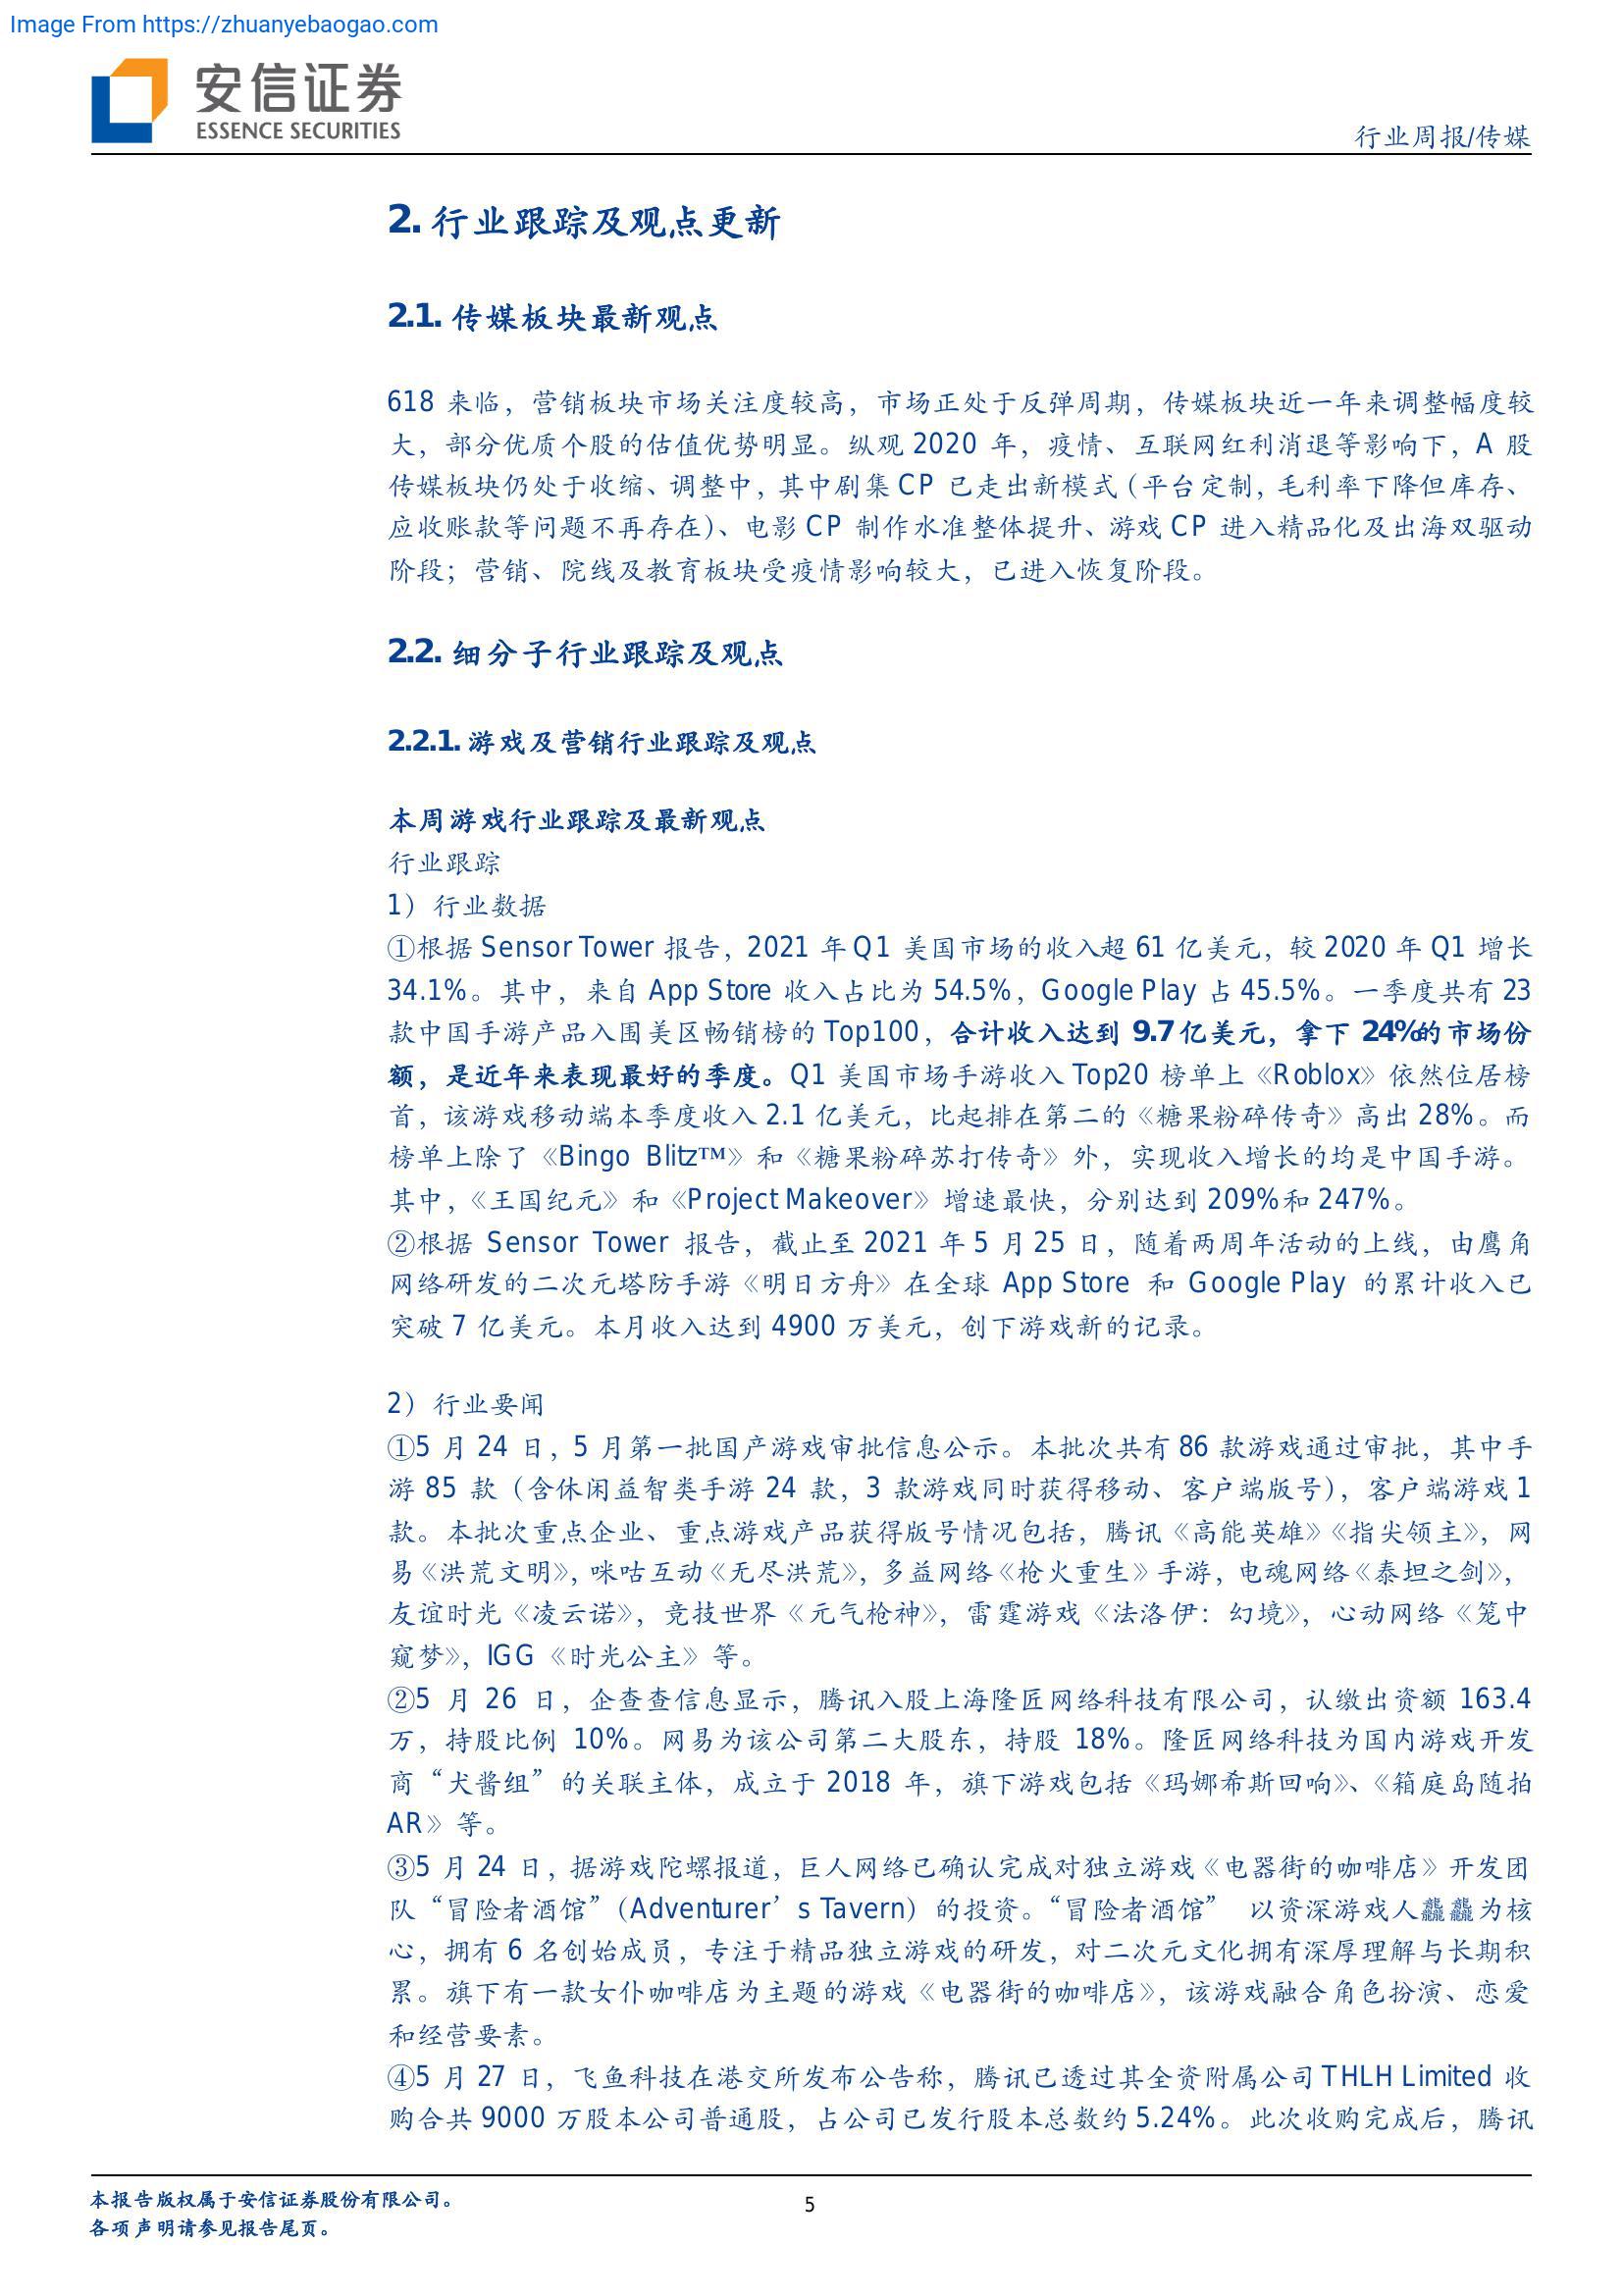 Image From https://zhuanyebaogao.com
安信证券
ESSENCE SECURITIES
行业周报/传媒
2. 行业跟踪及观点更新
2.1. 传媒板块最新观点
618 来临，营销板块市场关注度较高，市场正处于反弹周期，传媒板块近一年来调整幅度较
大，部分优质个股的估值优势明显。纵观 2020 年，疫情、互联网红利消退等影响下，A 股
传媒板块仍处于收缩、调整中，其中剧集 CP 已走出新模式（平台定制，毛利率下降但库存、
应收账款等问题不再存在）、电影 CP 制作水准整体提升、游戏 CP 进入精品化及出海双驱动
阶段；营销、院线及教育板块受疫情影响较大，已进入恢复阶段。
2.2. 细分子行业跟踪及观点
2.2.1. 游戏及营销行业跟踪及观点
本周游戏行业跟踪及最新观点
行业跟踪
1）行业数据
①根据 Sensor Tower 报告，2021 年 Q1 美国市场的收入超 61 亿美元，较 2020 年 Q1 增长
34.1%。其中，来自 App Store 收入占比为 54.5%，Google Play 占 45.5%。一季度共有 23
款中国手游产品入围美区畅销榜的 Top100，合计收入达到 9.7 亿美元，拿下 24%的市场份
额，是近年来表现最好的季度。Q1 美国市场手游收入 Top20 榜单上《Roblox》依然位居榜
首，该游戏移动端本季度收入 2.1 亿美元，比起排在第二的《糖果粉碎传奇》高出 28%。而
榜单上除了《Bingo Blitz™》和《糖果粉碎苏打传奇》外，实现收入增长的均是中国手游。
其中，《王国纪元》和《Project Makeover》增速最快，分别达到 209%和 247%。
②根据 Sensor Tower 报告，截止至 2021 年 5 月 25 日，随着两周年活动的上线，由鹰角
网络研发的二次元塔防手游《明日方舟》在全球 App Store 和 Google Play 的累计收入已
突破 7 亿美元。本月收入达到 4900 万美元，创下游戏新的记录。
2）行业要闻
①5 月 24 日，5 月第一批国产游戏审批信息公示。本批次共有 86 款游戏通过审批，其中手
游 85 款（含休闲益智类手游 24 款，3 款游戏同时获得移动、客户端版号），客户端游戏 1
款。本批次重点企业、重点游戏产品获得版号情况包括，腾讯《高能英雄》《指尖领主》，网
易《洪荒文明》，咪咕互动《无尽洪荒》，多益网络《枪火重生》手游，电魂网络《泰坦之剑》，
友谊时光《凌云诺》，竞技世界《元气枪神》，雷霆游戏《法洛伊：幻境》，心动网络《笼中
窥梦》，IGG《时光公主》等。
②5 月 26 日，企查查信息显示，腾讯入股上海隆匠网络科技有限公司，认缴出资额 163.4
万，持股比例 10%。网易为该公司第二大股东，持股 18%。隆匠网络科技为国内游戏开发
商“犬酱组”的关联主体，成立于 2018 年，旗下游戏包括《玛娜希斯回响》、《箱庭岛随拍
AR》等。
③5 月 24 日，据游戏陀螺报道，巨人网络已确认完成对独立游戏《电器街的咖啡店》开发团
队“冒险者酒馆”（Adventurer’s Tavern）的投资。“冒险者酒馆” 以资深游戏人龘龘为核
心，拥有 6 名创始成员，专注于精品独立游戏的研发，对二次元文化拥有深厚理解与长期积
累。旗下有一款女仆咖啡店为主题的游戏《电器街的咖啡店》，该游戏融合角色扮演、恋爱
和经营要素。
④5 月 27 日，飞鱼科技在港交所发布公告称，腾讯已透过其全资附属公司 THLH Limited 收
购合共 9000 万股本公司普通股，占公司已发行股本总数约 5.24%。此次收购完成后，腾讯
本报告版权属于安信证券股份有限公司。
5
各项声明请参见报告尾页。